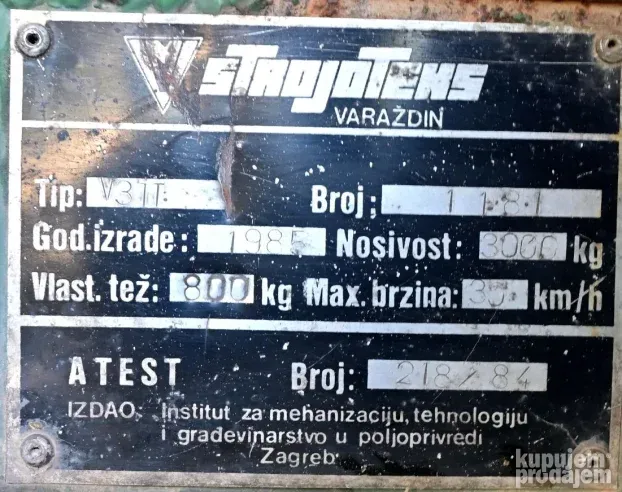 STROJOTEKS
VARAŽDIN
Tip: V3TT Broj; 1181
God. izrade: 1985 Nosivost: 3000 kg
Vlast. tež: 800 kg Max. brzina: 35 km/h
ATEST Broj: 218/84
IZDAO: Institut za mehanizaciju, tehnologiju
i građevinarstvo u poljoprivredi
Zagreb
kupujem
prodajem